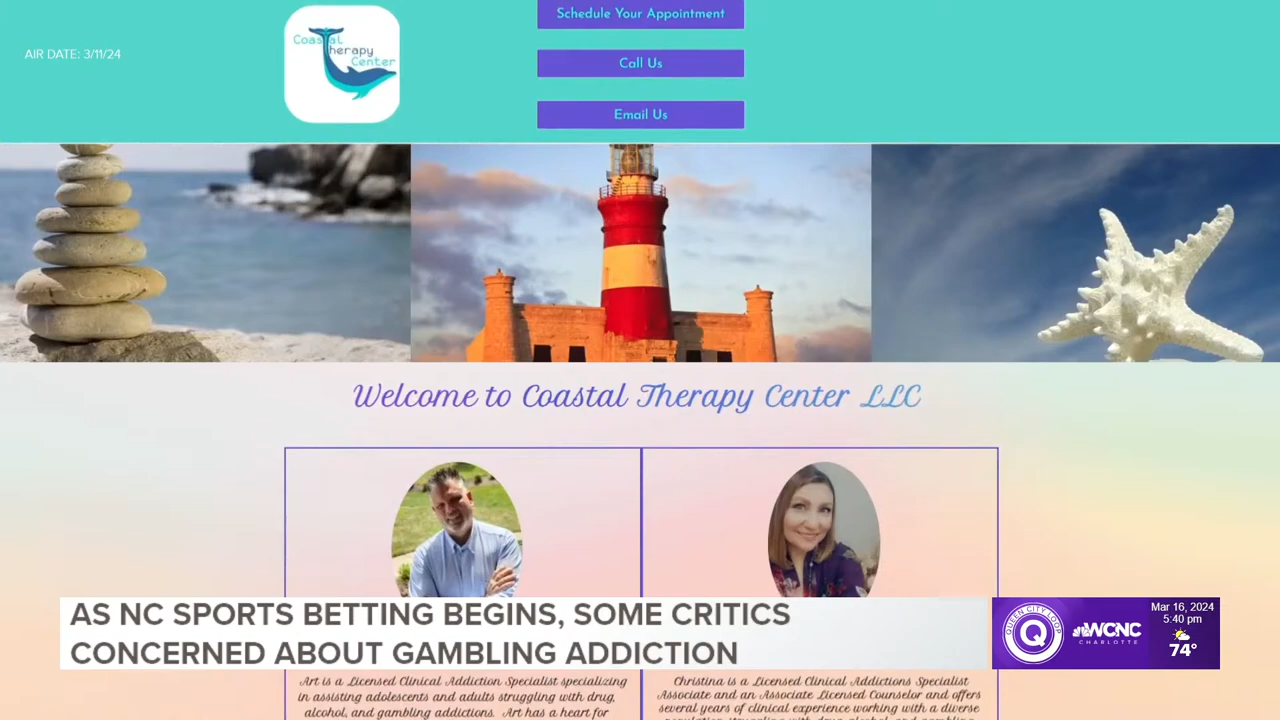 Schedule Your Appointment
AIR DATE: 3/11/24
Coastal
Therapy
Center
Call Us
Email Us
Welcome to Coastal Therapy Center LLC
AS NC SPORTS BETTING BEGINS, SOME CRITICS
CONCERNED ABOUT GAMBLING ADDICTION
QUEEN CITY LOOP
Q
WCNC
CHARLOTTE
Mar 16, 2024
5:40 pm
74°
Art is a Licensed Clinical Addiction Specialist specializing
in assisting adolescents and adults struggling with drug,
alcohol, and gambling addictions. Art has a heart for
Christina is a Licensed Clinical Addictions Specialist
Associate and an Associate Licensed Counselor and offers
several years of clinical experience working with a diverse